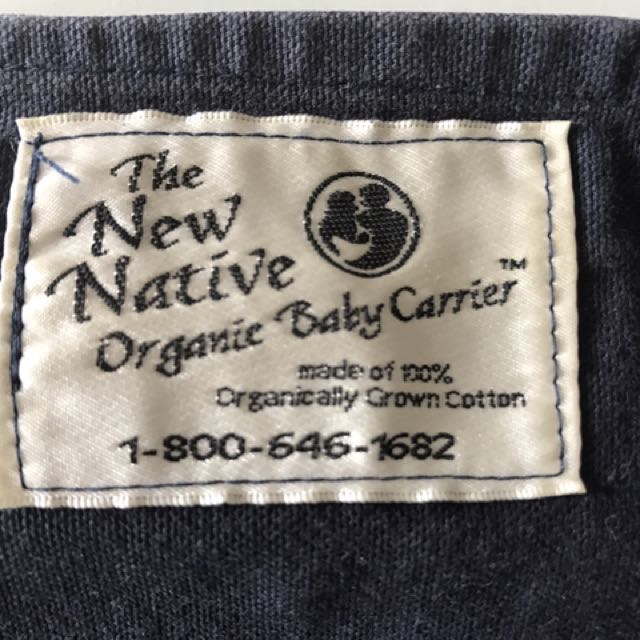 The
New
Native
Organic Baby Carrier™
made of 100%
Organically Grown Cotton
1-800-646-1682